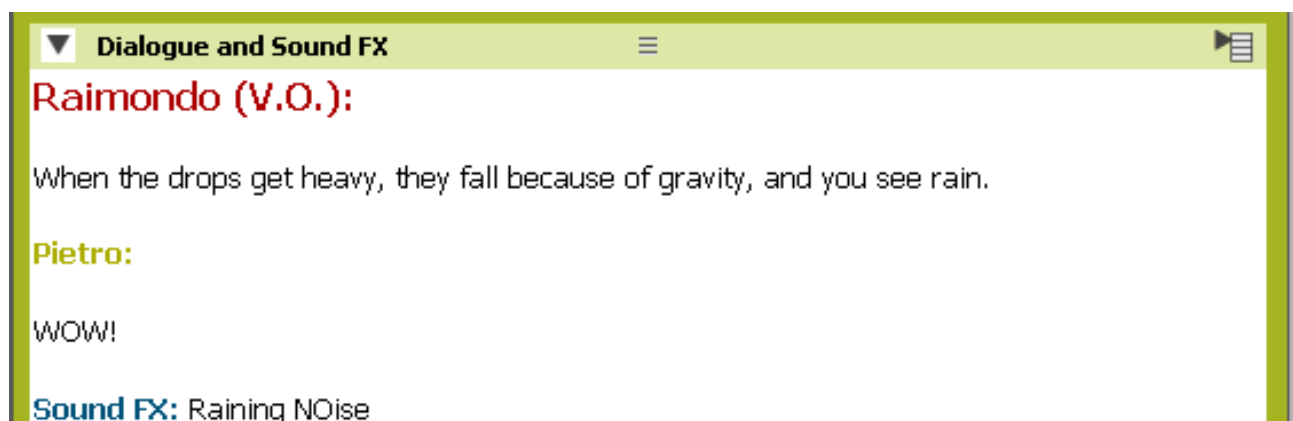 Dialogue and Sound FX
Raimondo (V.O.):
When the drops get heavy, they fall because of gravity, and you see rain.
Pietro:
WOW!
Sound FX: Raining NOise